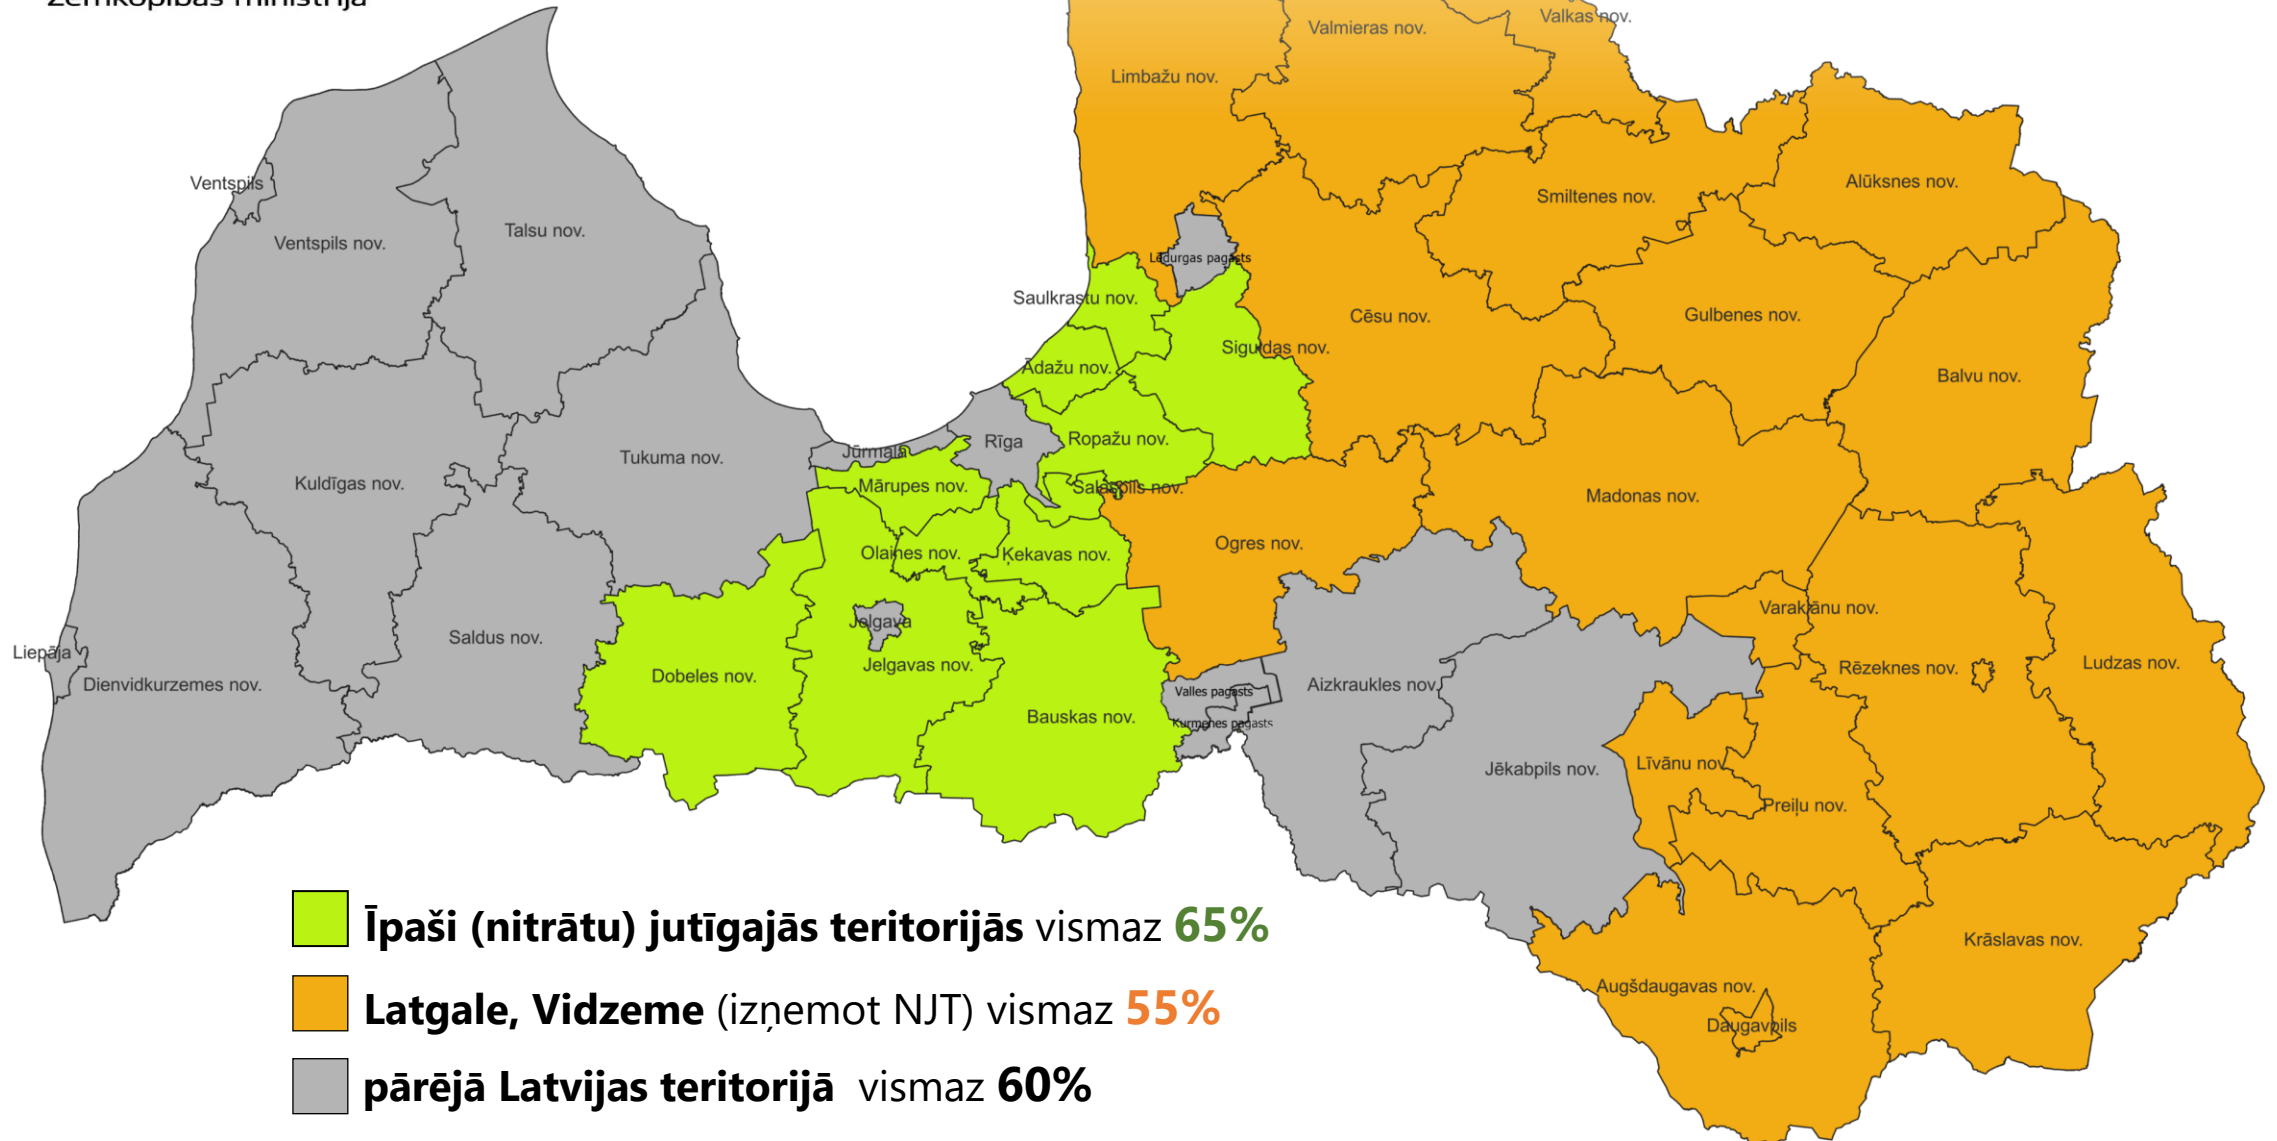 Zemkopības ministrija
Valkas nov.
Valmieras nov.
Limbažu nov.
Alūksnes nov.
Ventspils
Smiltenes nov.
Talsu nov.
Ventspils nov.
Lēdurgas pagasts
Saulkrastu nov.
Gulbenes nov.
Cēsu nov.
Siguldas nov.
Ādažu nov.
Balvu nov.
Ropažu nov.
Rīga
Jūrmala
Tukuma nov.
Kuldīgas nov.
Mārupes nov.
Salaspils nov.
Madonas nov.
Ogres nov.
Olaines nov.
Ķekavas nov.
Varakļānu nov.
Jelgava
Saldus nov.
Liepāja
Ludzas nov.
Jelgavas nov.
Rēzeknes nov.
Dobeles nov.
Dienvidkurzemes nov.
Aizkraukles nov.
Valles pagasts
Bauskas nov.
Kurmenes pagasts
Līvānu nov.
Jēkabpils nov.
Preiļu nov.
Krāslavas nov.
Augšdaugavas nov.
Daugavpils
Īpaši (nitrātu) jutīgajās teritorijās vismaz 65%
Latgale, Vidzeme (izņemot NJT) vismaz 55%
pārējā Latvijas teritorijā vismaz 60%